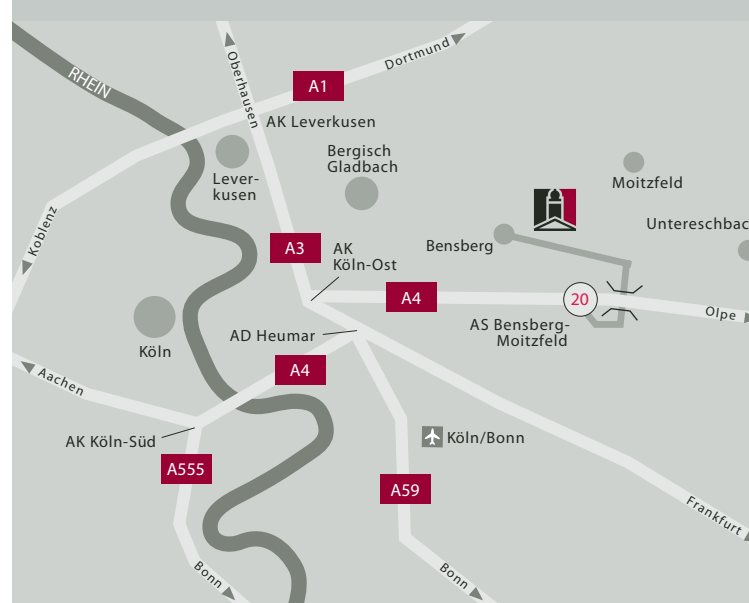 RHEIN
Oberhausen
Dortmund
A1
AK Leverkusen
Lever-
kusen
Bergisch
Gladbach
Moitzfeld
Koblenz
Bensberg
Untereschbac
A3
AK
Köln-Ost
A4
20
Olpe
AS Bensberg-
Moitzfeld
AD Heumar
Köln
A4
Aachen
AK Köln-Süd
Köln/Bonn
A555
A59
Frankfurt
Bonn
Bonn